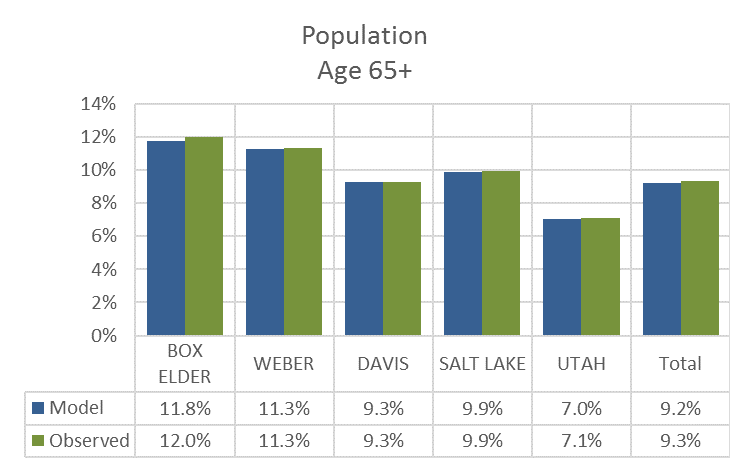 Population
Age 65+
14%
12%
10%
8%
6%
4%
2%
0%
BOX ELDER WEBER DAVIS SALT LAKE UTAH Total
Model 11.8% 11.3% 9.3% 9.9% 7.0% 9.2%
Observed 12.0% 11.3% 9.3% 9.9% 7.1% 9.3%